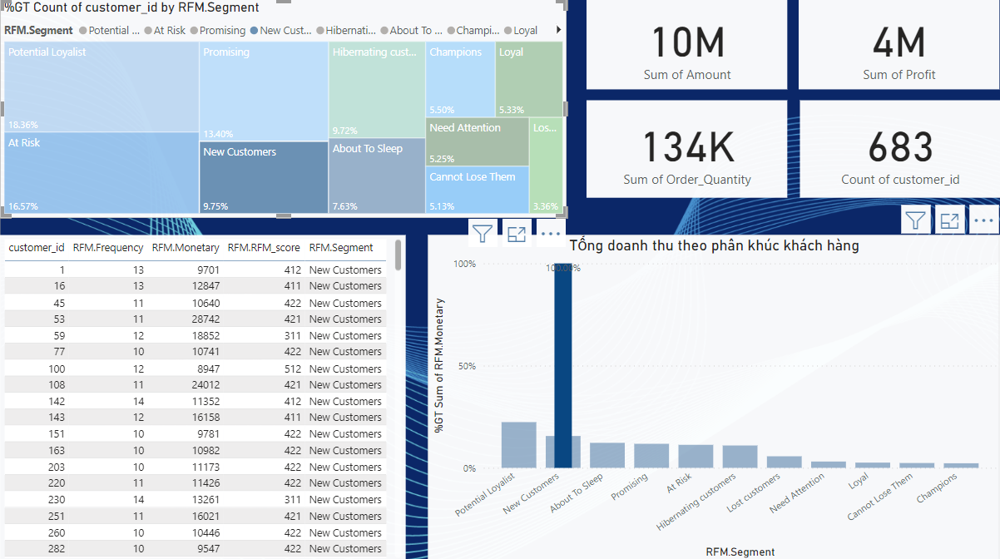 %GT Count of customer_id by RFM.Segment
RFM.Segment Potential ... At Risk Promising New Cust... Hibernati... About To ... Champi... Loyal
Potential Loyalist
18.36%
At Risk
16.57%
Promising
13.40%
New Customers
9.75%
Hibernating cust...
9.72%
About To Sleep
7.63%
Champions
5.50%
Loyal
5.33%
Need Attention
5.25%
Los...
3.36%
Cannot Lose Them
5.13%
10M
Sum of Amount
4M
Sum of Profit
134K
Sum of Order_Quantity
683
Count of customer_id
customer_id RFM.Frequency RFM.Monetary RFM.RFM_score RFM.Segment
1 13 9701 412 New Customers
16 13 12847 411 New Customers
45 11 10640 422 New Customers
53 11 28742 421 New Customers
59 12 18852 311 New Customers
77 10 10741 422 New Customers
100 12 8947 512 New Customers
108 11 24012 421 New Customers
142 14 11352 412 New Customers
143 12 16158 411 New Customers
151 10 9781 422 New Customers
163 10 10982 422 New Customers
203 10 11173 422 New Customers
220 11 11426 422 New Customers
230 14 13261 311 New Customers
251 11 16021 421 New Customers
260 10 10446 422 New Customers
282 10 9547 422 New Customers
Tổng doanh thu theo phân khúc khách hàng
%GT Sum of RFM.Monetary
100%
50%
0%
100.00%
Potential Loyalist
New Customers
About To Sleep
Promising
At Risk
Hibernating customers
Lost customers
Need Attention
Loyal
Cannot Lose Them
Champions
RFM.Segment